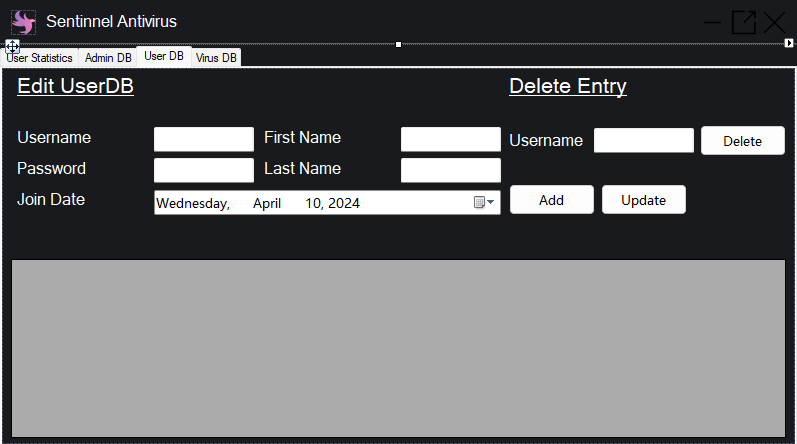 Sentinnel Antivirus
User Statistics Admin DB User DB Virus DB
Edit UserDB Delete Entry
Username First Name Username Delete
Password Last Name
Join Date Wednesday, April 10, 2024 Add Update